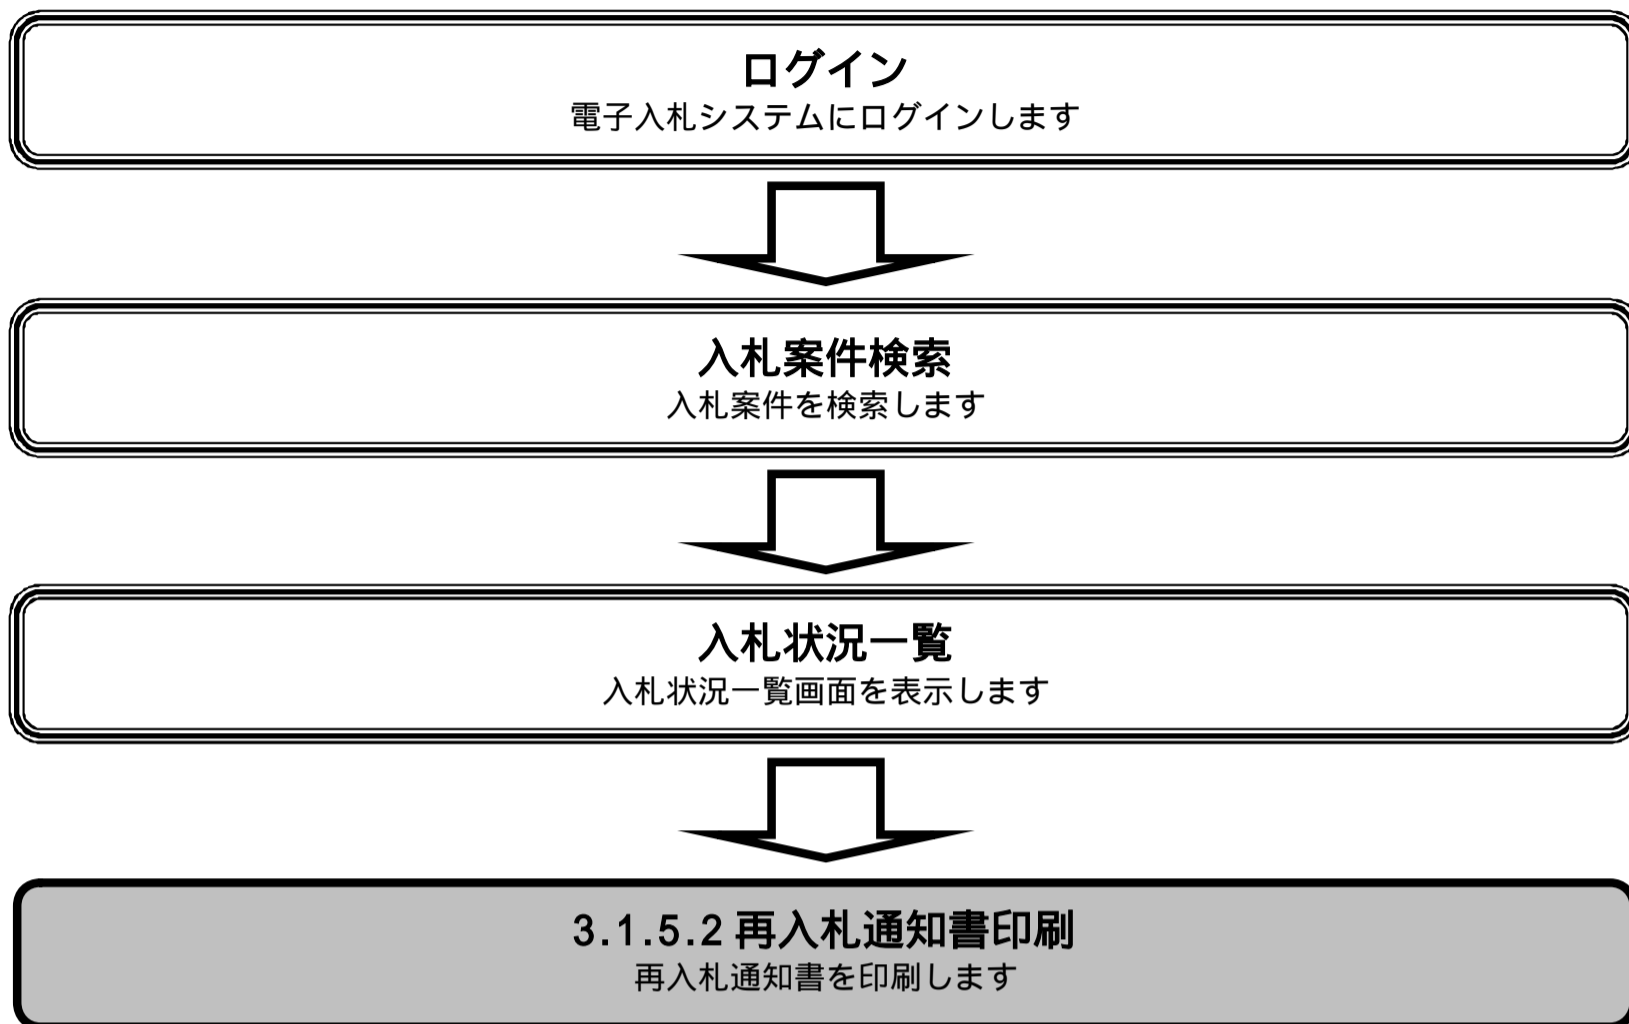 ログイン
電子入札システムにログインします
入札案件検索
入札案件を検索します
入札状況一覧
入札状況一覧画面を表示します
3.1.5.2 再入札通知書印刷
再入札通知書を印刷します